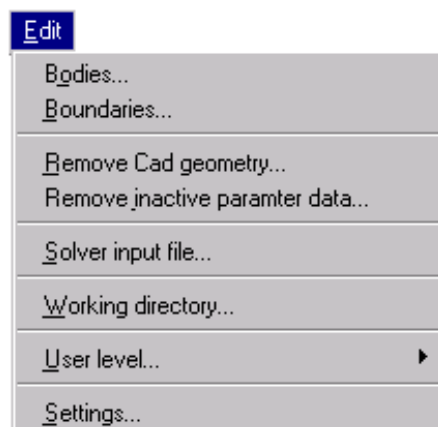 Edit
Bodies...
Boundaries...
Remove Cad geometry...
Remove inactive paramter data...
Solver input file...
Working directory...
User level...
Settings...